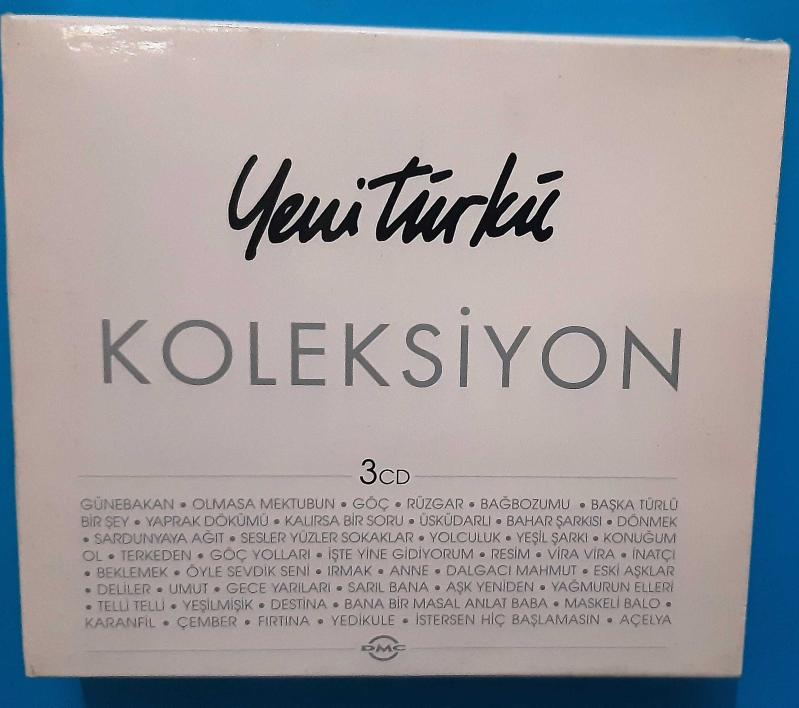 Yeni Türkü
KOLEKSİYON
3CD
GÜNEBAKAN • OLMASA MEKTUBUN • GÖÇ • RÜZGAR • BAĞBOZUMU • BAŞKA TÜRLÜ
BİR ŞEY • YAPRAK DÖKÜMÜ • KALIRSA BİR SORU • ÜSKÜDARLI • BAHAR ŞARKISI • DÖNMEK
• SARDUNYAYA AĞIT • SESLER YÜZLER SOKAKLAR • YOLCULUK • YEŞİL ŞARKI • KONUĞUM
OL • TERKEDEN • GÖÇ YOLLARI • İŞTE YİNE GİDİYORUM • RESİM • VİRA VİRA • İNATÇI
• BEKLEMEK • ÖYLE SEVDİK SENİ • IRMAK • ANNE • DALGACI MAHMUT • ESKİ AŞKLAR
• DELİLER • UMUT • GECE YARILARI • SARIL BANA • AŞK YENİDEN • YAĞMURUN ELLERİ
• TELLİ TELLİ • YEŞİLMİŞİK • DESTİNA • BANA BİR MASAL ANLAT BABA • MASKELİ BALO •
KARANFİL • ÇEMBER • FIRTINA • YEDİKULE • İSTERSEN HİÇ BAŞLAMASIN • AÇELYA
DMC